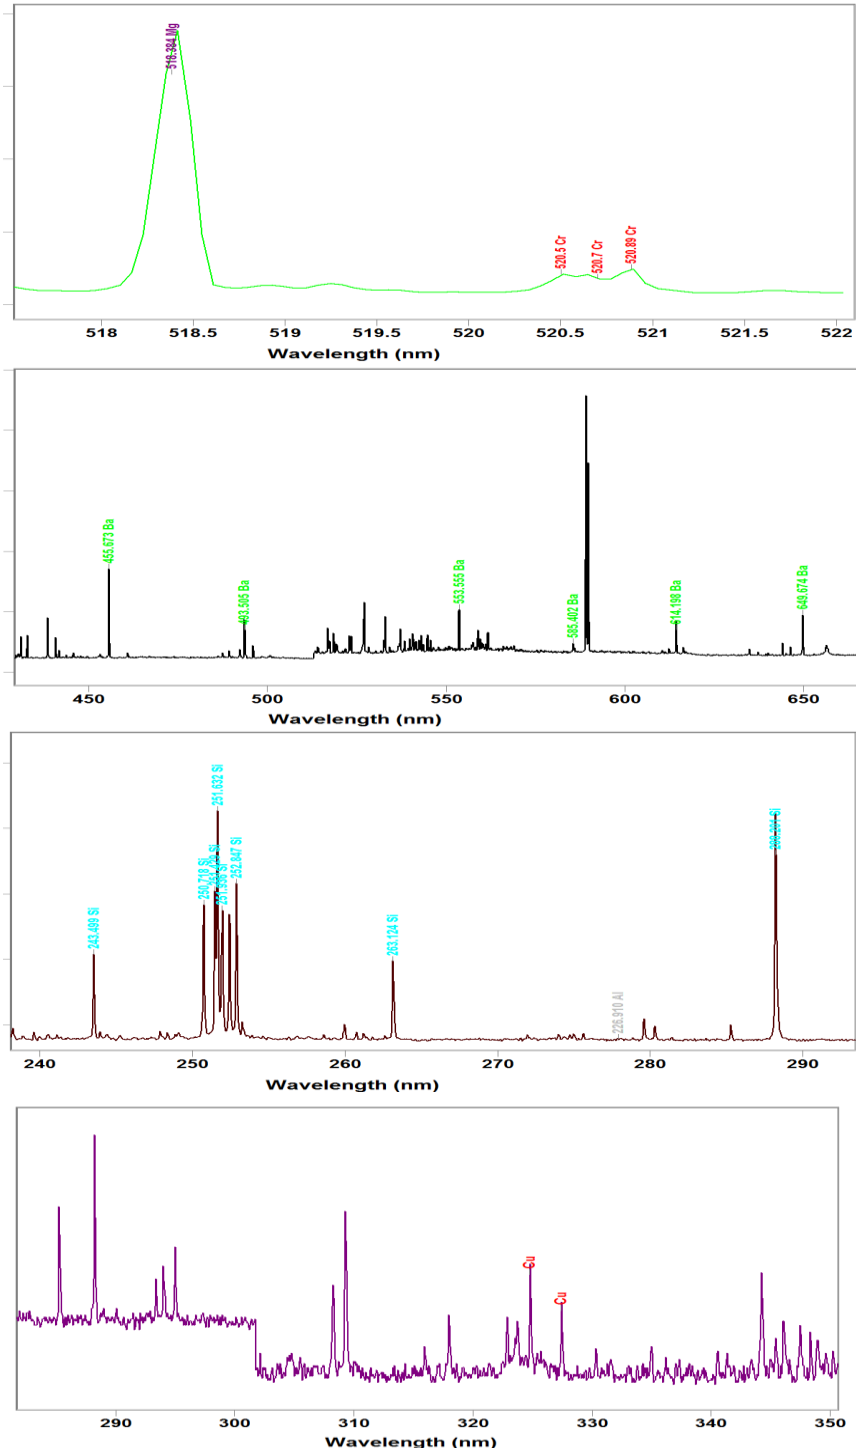 518.384 Mg
520.5 Cr
520.7 Cr
520.89 Cr
518 518.5 519 519.5 520 520.5 521 521.5 522
Wavelength (nm)
455.673 Ba
493.505 Ba
553.555 Ba
585.402 Ba
614.198 Ba
649.674 Ba
450 500 550 600 650
Wavelength (nm)
243.499 Si
250.718 Si
251.632 Si
252.847 Si
263.124 Si
-226.910 Al
240 250 260 270 280 290
Wavelength (nm)
Cu
Cu
290 300 310 320 330 340 350
Wavelength (nm)